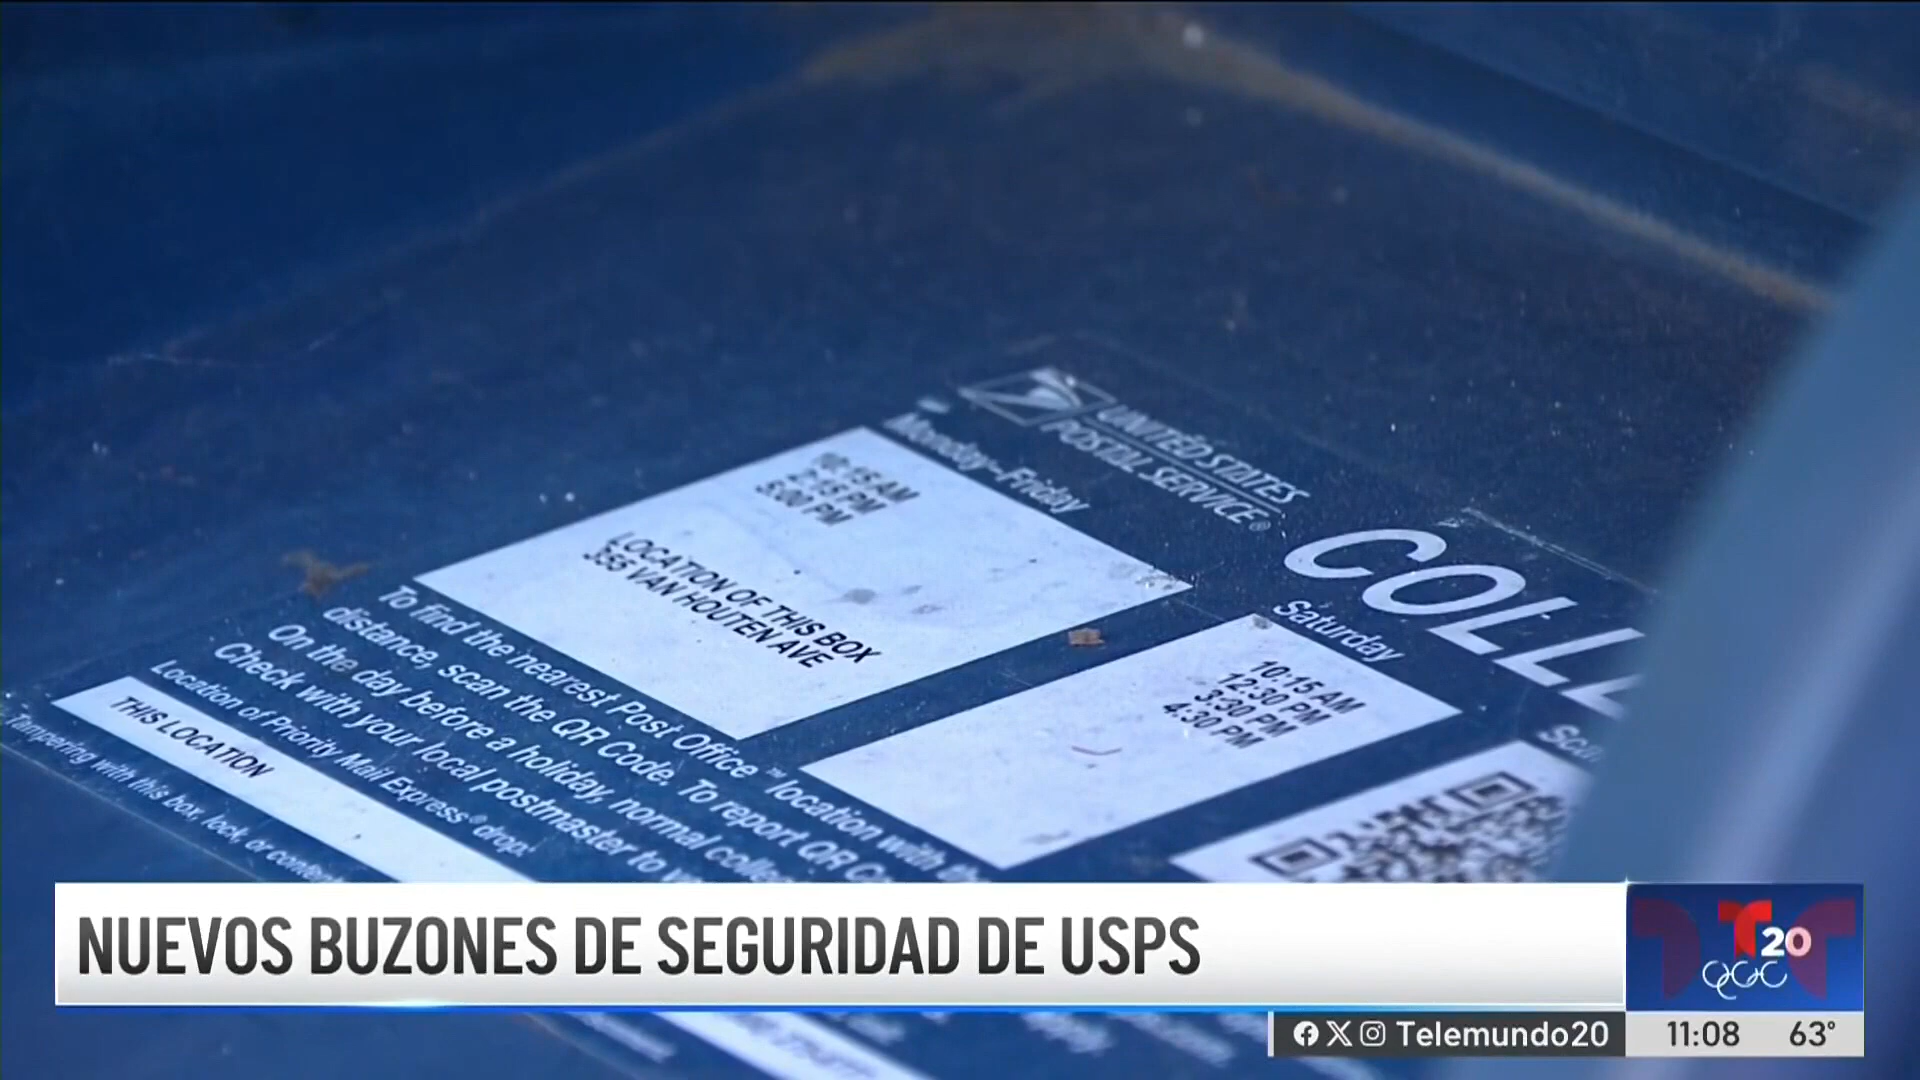 UNITED STATES
POSTAL SERVICE®
COLL
Monday–Friday
10:15 AM
2:15 PM
5:00 PM
LOCATION OF THIS BOX
355 VAN HOUTEN AVE
Saturday
10:15 AM
12:30 PM
3:30 PM
4:30 PM
To find the nearest Post Office™ location with
distance, scan the QR Code. To report QR
On the day before a holiday, normal
Check with your local postmaster to
Location of Priority Mail Express® drop:
THIS LOCATION
Tampering with this box, lock, or
NUEVOS BUZONES DE SEGURIDAD DE USPS
20
Telemundo20
11:08 63°